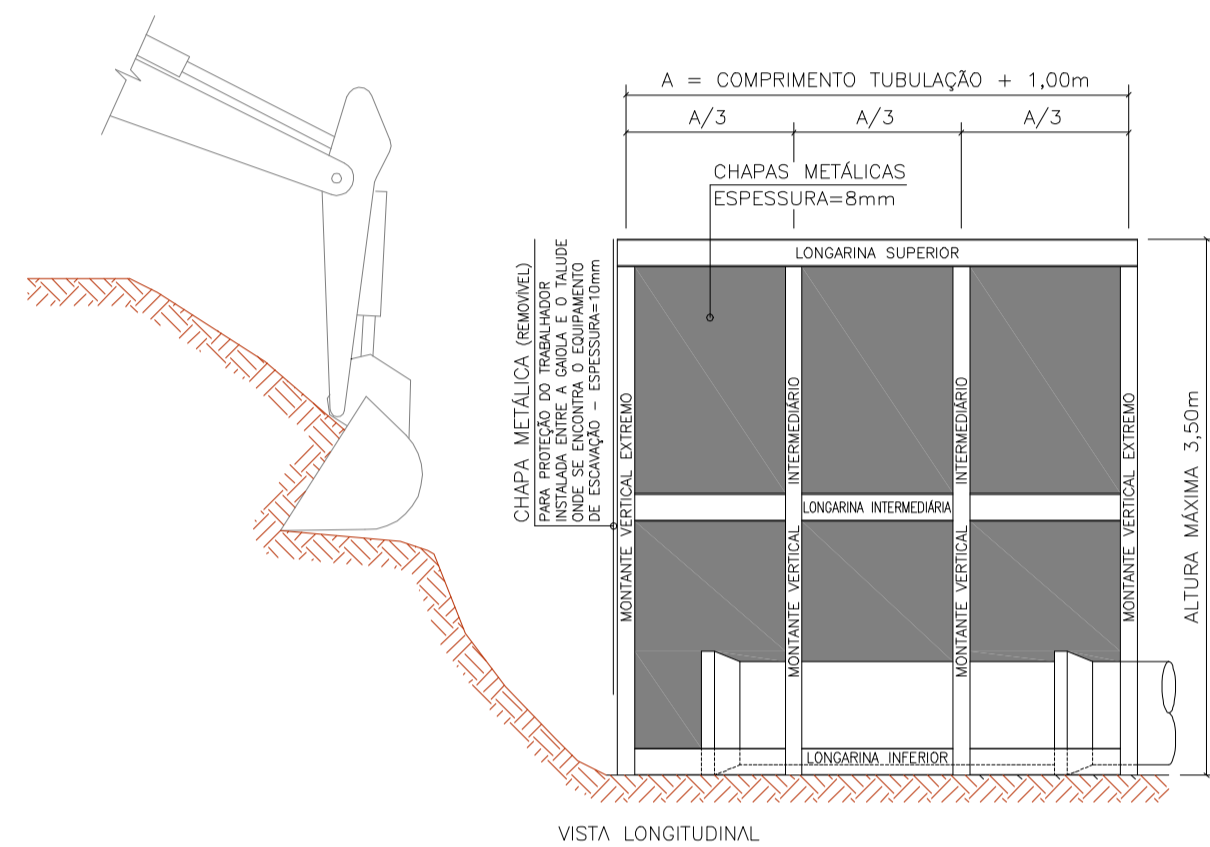 A = COMPRIMENTO TUBULAÇÃO + 1,00m
A/3
A/3
A/3
CHAPAS METÁLICAS
ESPESSURA=8mm
LONGARINA SUPERIOR
CHAPA METÁLICA (REMOVÍVEL)
PARA PROTEÇÃO DO TRABALHADOR
INSTALADA ENTRE A GAIOLA E O TALUDE
ONDE SE ENCONTRA O EQUIPAMENTO
DE ESCAVAÇÃO – ESPESSURA=10mm
MONTANTE VERTICAL EXTREMO
MONTANTE VERTICAL INTERMEDIÁRIO
MONTANTE VERTICAL INTERMEDIÁRIO
MONTANTE VERTICAL EXTREMO
LONGARINA INTERMEDIÁRIA
LONGARINA INFERIOR
ALTURA MÁXIMA 3,50m
VISTA LONGITUDINAL